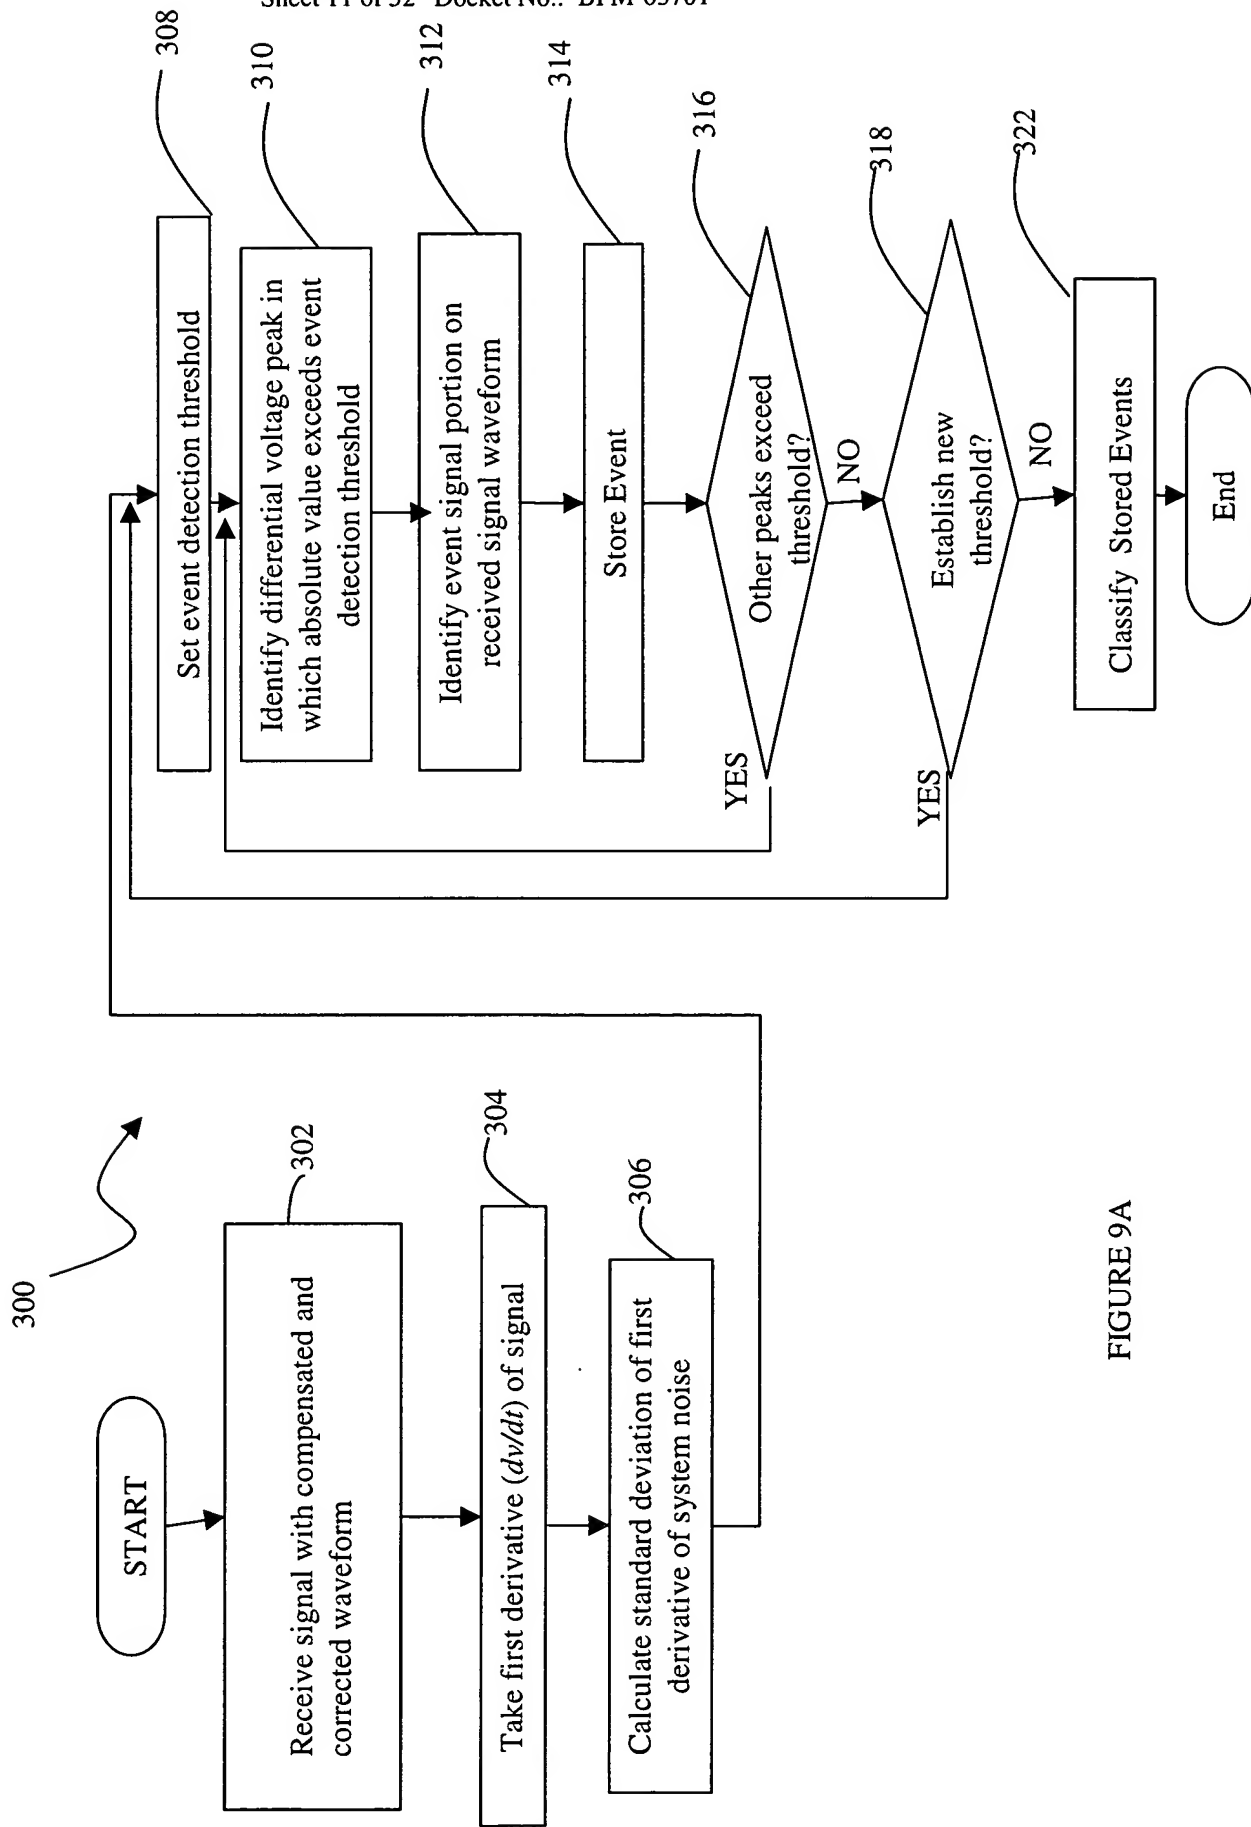 Sheet 11 of 32 Docket No.: BPM-03701
300
START
Receive signal with compensated and
corrected waveform
302
Take first derivative (dv/dt) of signal
304
Calculate standard deviation of first
derivative of system noise
306
Set event detection threshold
308
Identify differential voltage peak in
which absolute value exceeds event
detection threshold
310
Identify event signal portion on
received signal waveform
312
Store Event
314
Other peaks exceed
threshold?
316
YES
NO
Establish new
threshold?
318
YES
NO
Classify Stored Events
322
End
FIGURE 9A